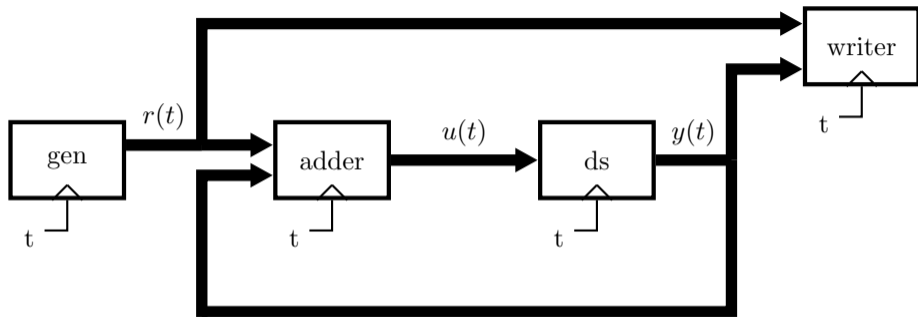 writer
t
r(t)
u(t)
y(t)
gen
adder
ds
t
t
t